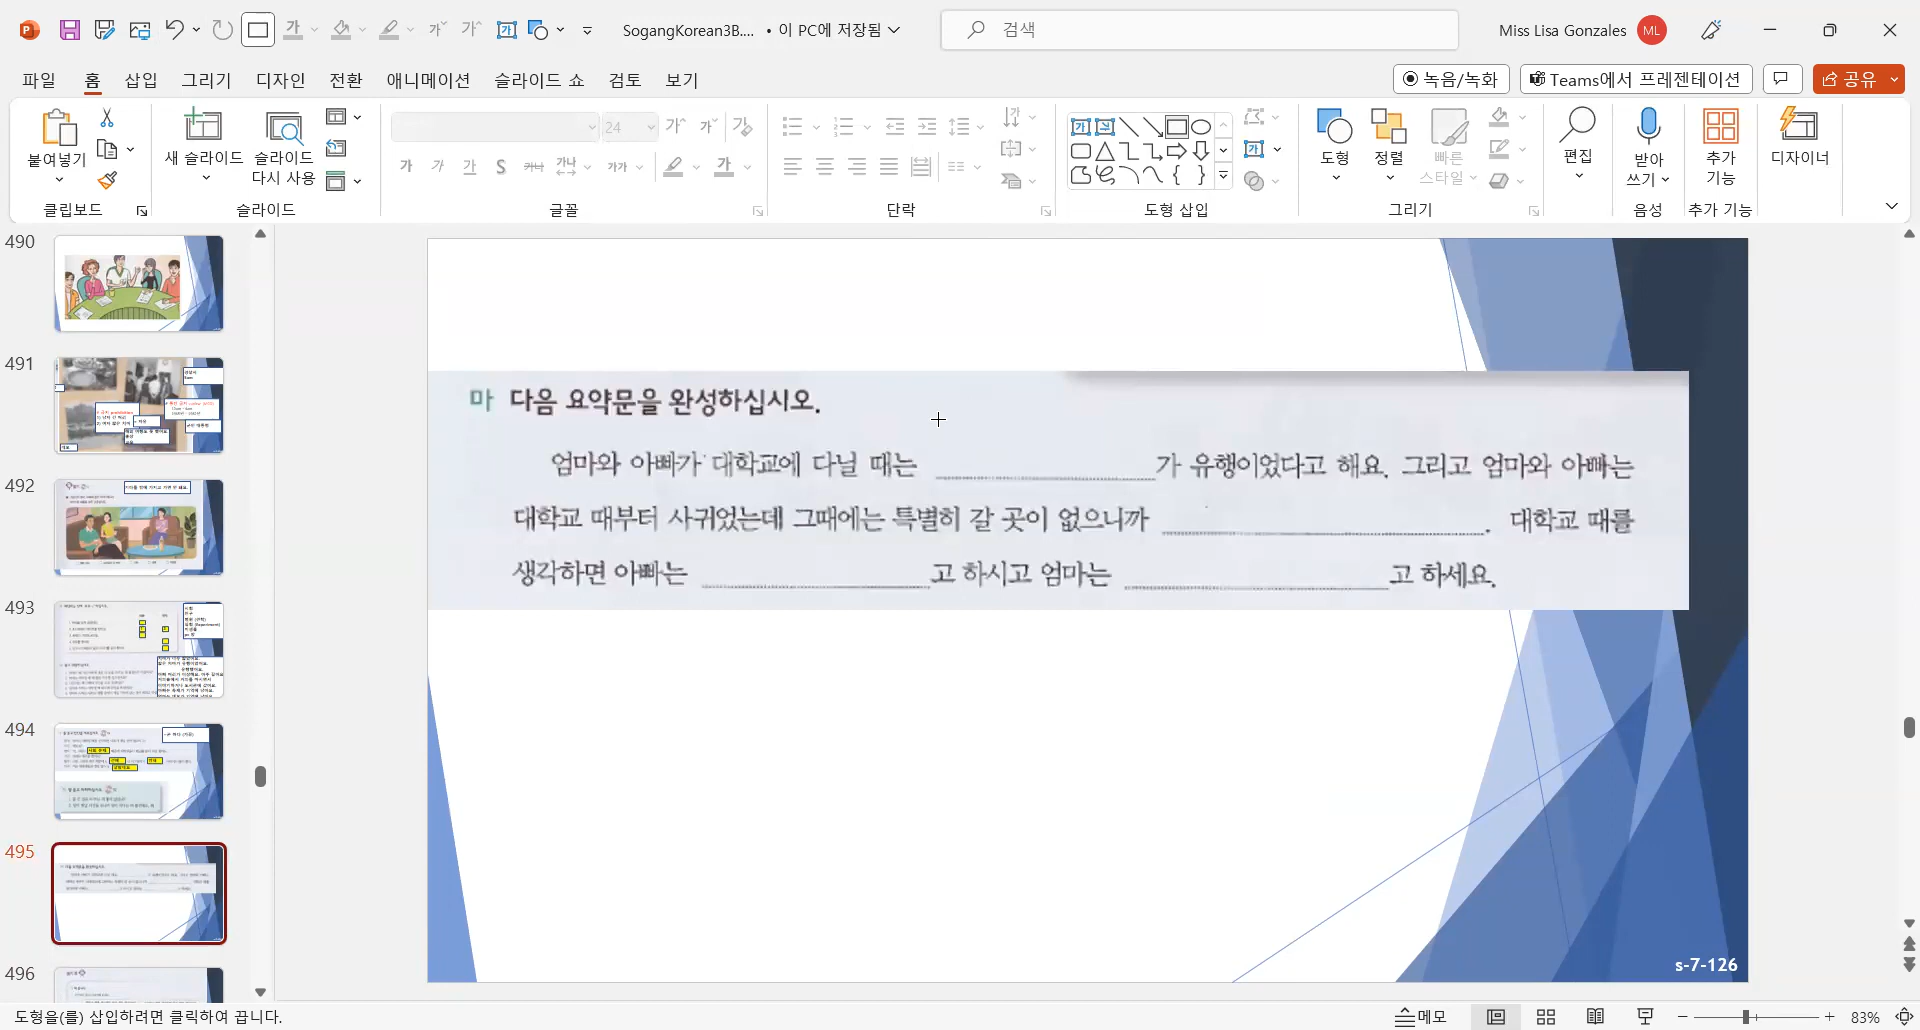 SogangKorean3B.... • 이 PC에 저장됨
검색
Miss Lisa Gonzales
ML
파일 홈 삽입 그리기 디자인 전환 애니메이션 슬라이드 쇼 검토 보기
녹음/녹화
Teams에서 프레젠테이션
공유
붙여넣기
새 슬라이드
슬라이드
다시 사용
24
도형
정렬
빠른
스타일
편집
받아
쓰기
추가
기능
디자이너
클립보드
슬라이드
글꼴
단락
도형 삽입
그리기
음성
추가 기능
490
491
492
493
494
495
496
마 다음 요약문을 완성하십시오.
엄마와 아빠가 대학교에 다닐 때는 가 유행이었다고 해요. 그리고 엄마와 아빠는
대학교 때부터 사귀었는데 그때에는 특별히 갈 곳이 없으니까 . 대학교 때를
생각하면 아빠는 고 하시고 엄마는 고 하세요.
s-7-126
도형을(를) 삽입하려면 클릭하여 끕니다.
메모
83%